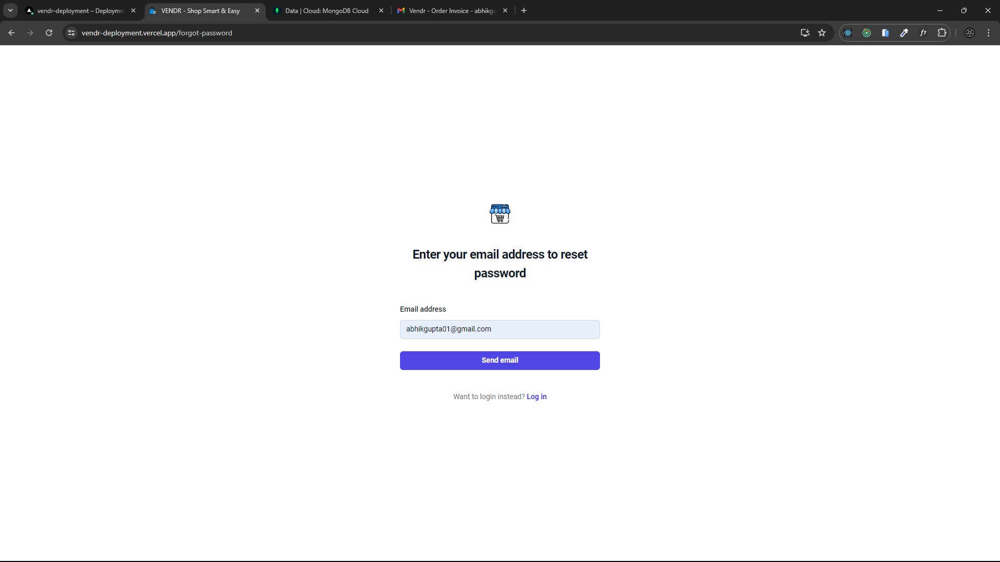 vendr-deployment – Deployme
VENDR - Shop Smart & Easy
Data | Cloud: MongoDB Cloud
Vendr - Order Invoice - abhikgu
vendr-deployment.vercel.app/forgot-password
f?
Enter your email address to reset
password
Email address
abhikgupta01@gmail.com
Send email
Want to login instead? Log in